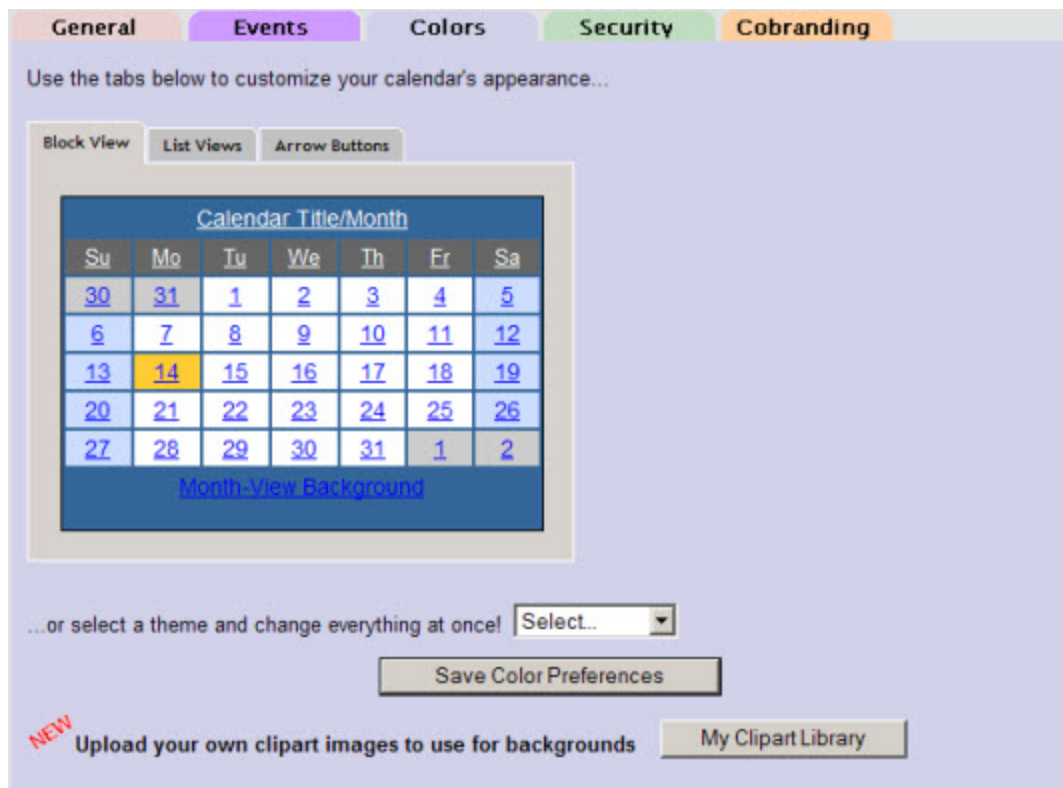 General Events Colors Security Cobranding
Use the tabs below to customize your calendar's appearance...
Block View List Views Arrow Buttons
Calendar Title/Month
Su Mo Tu We Th Fr Sa
30 31 1 2 3 4 5
6 7 8 9 10 11 12
13 14 15 16 17 18 19
20 21 22 23 24 25 26
27 28 29 30 31 1 2
Month-View Background
...or select a theme and change everything at once! Select...
Save Color Preferences
NEW Upload your own clipart images to use for backgrounds My Clipart Library